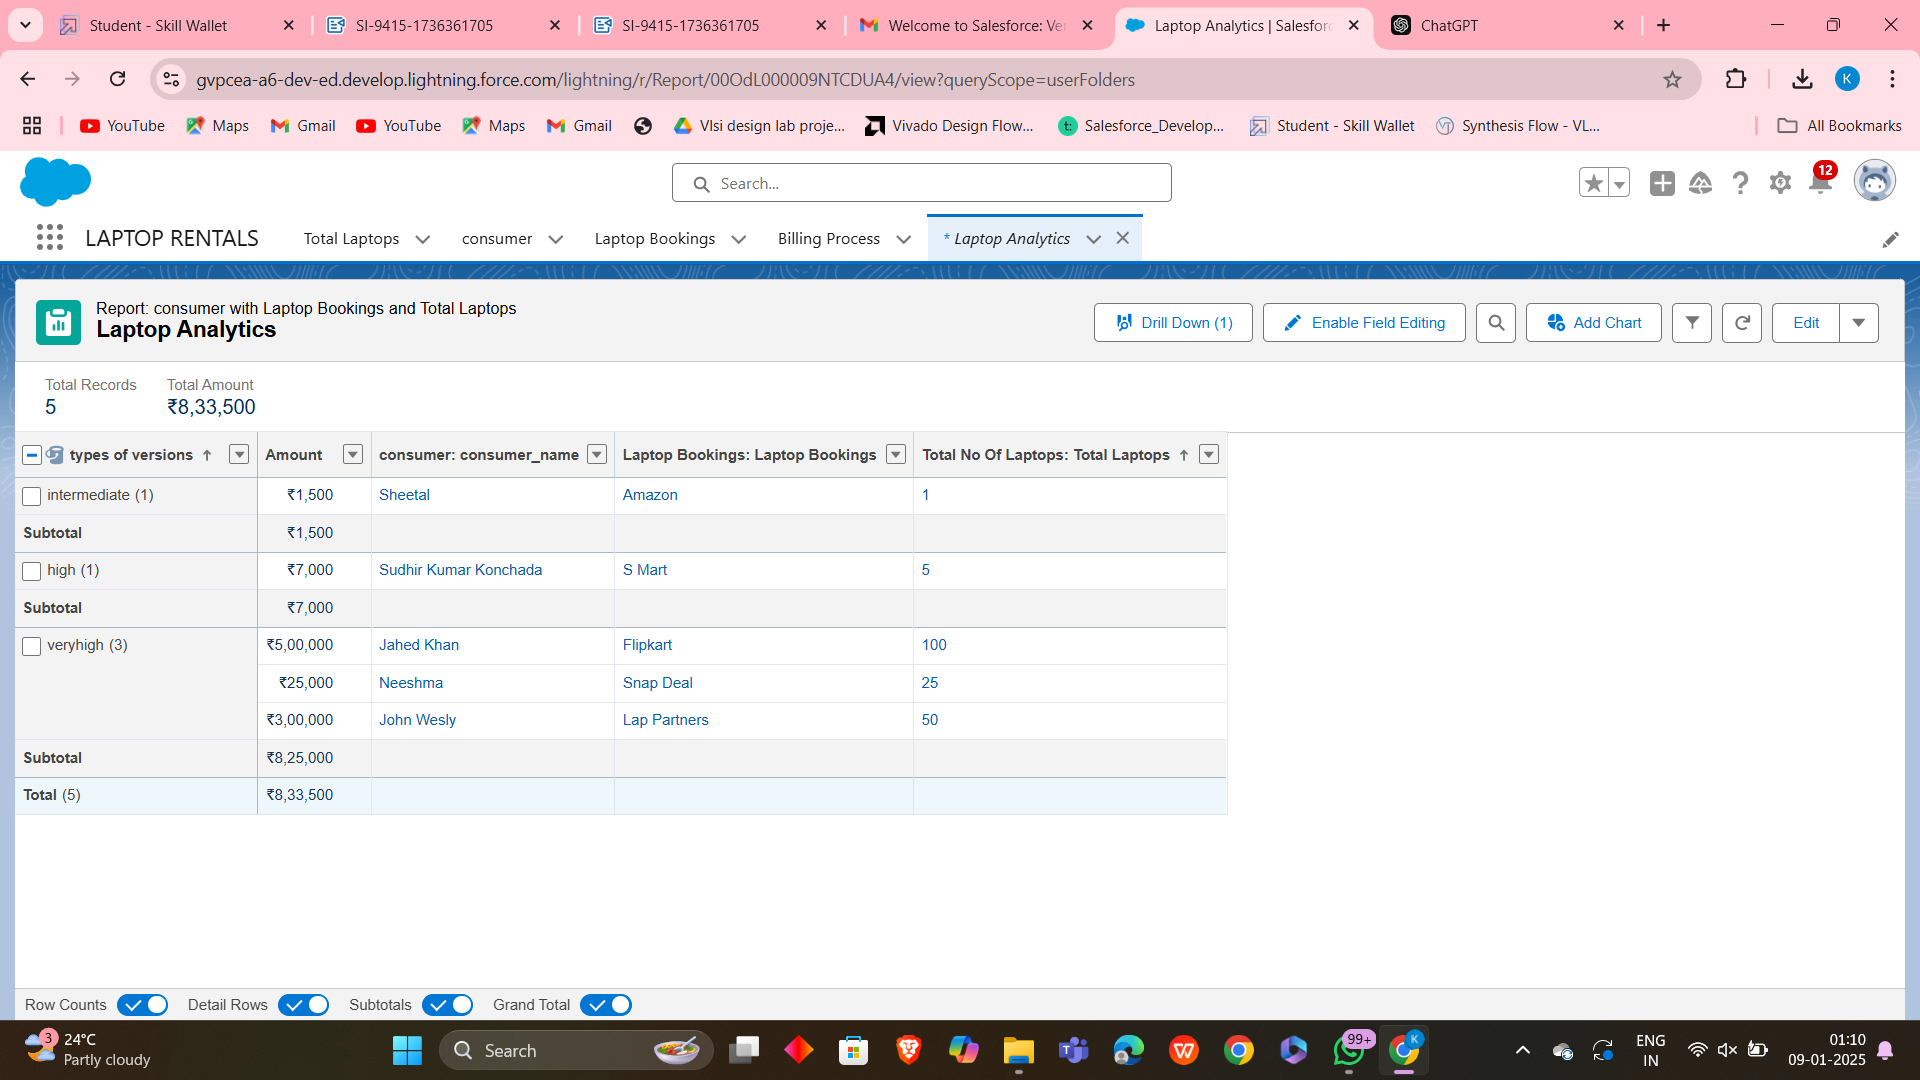 Student - Skill Wallet
SI-9415-1736361705
SI-9415-1736361705
Welcome to Salesforce: Ver
Laptop Analytics | Salesforc
ChatGPT
gvpcea-a6-dev-ed.develop.lightning.force.com/lightning/r/Report/00OdL000009NTCDUA4/view?queryScope=userFolders
K
YouTube Maps Gmail YouTube Maps Gmail Vlsi design lab proje... Vivado Design Flow... Salesforce_Develop... Student - Skill Wallet Synthesis Flow - VL... All Bookmarks
Search...
12
LAPTOP RENTALS Total Laptops consumer Laptop Bookings Billing Process * Laptop Analytics
Report: consumer with Laptop Bookings and Total Laptops
Laptop Analytics
Drill Down (1) Enable Field Editing Add Chart Edit
Total Records Total Amount
5 ₹8,33,500
types of versions ↑ Amount consumer: consumer_name Laptop Bookings: Laptop Bookings Total No Of Laptops: Total Laptops ↑
intermediate (1) ₹1,500 Sheetal Amazon 1
Subtotal ₹1,500
high (1) ₹7,000 Sudhir Kumar Konchada S Mart 5
Subtotal ₹7,000
veryhigh (3) ₹5,00,000 Jahed Khan Flipkart 100
₹25,000 Neeshma Snap Deal 25
₹3,00,000 John Wesly Lap Partners 50
Subtotal ₹8,25,000
Total (5) ₹8,33,500
Row Counts Detail Rows Subtotals Grand Total
3
24°C
Partly cloudy
Search
99+
K
ENG
IN
01:10
09-01-2025